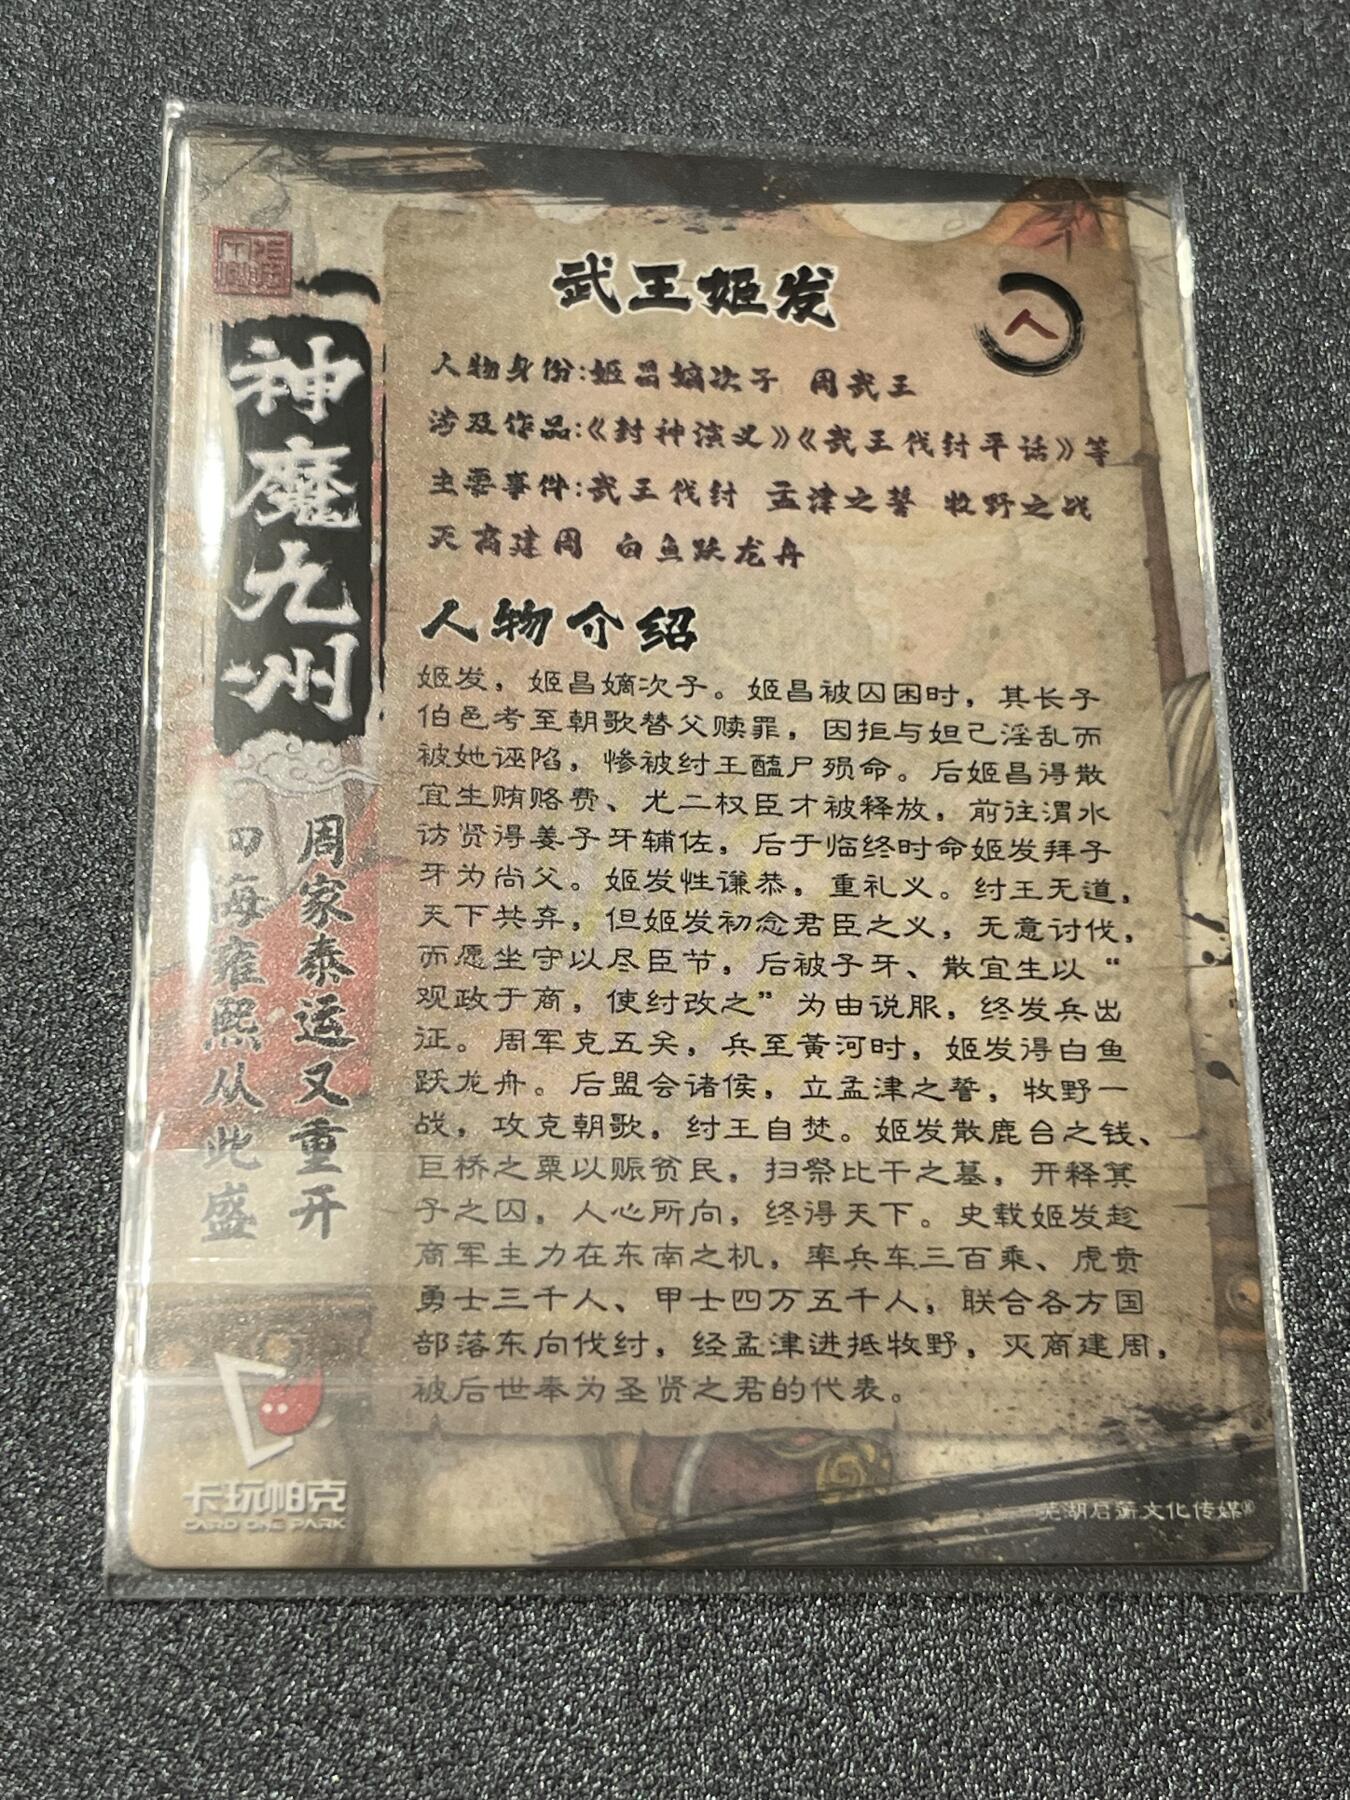 武王姬发
人
人物身份:姬昌嫡次子 周武王
涉及作品:《封神演义》《武王伐纣平话》等
主要事件:武王伐纣 孟津之誓 牧野之战
灭商建周 白鱼跃龙舟
人物介绍
姬发，姬昌嫡次子。姬昌被囚困时，其长子
伯邑考至朝歌替父赎罪，因拒与妲己淫乱而
被她诬陷，惨被纣王醢尸殒命。后姬昌得散
宜生贿赂费、尤二权臣才被释放，前往渭水
访贤得姜子牙辅佐，后于临终时命姬发拜子
牙为尚父。姬发性谦恭，重礼义。纣王无道，
天下共弃，但姬发初念君臣之义，无意讨伐，
而愿坐守以尽臣节，后被子牙、散宜生以“
观政于商，使纣改之”为由说服，终发兵出
征。周军克五关，兵至黄河时，姬发得白鱼
跃龙舟。后盟会诸侯，立孟津之誓，牧野一
战，攻克朝歌，纣王自焚。姬发散鹿台之钱、
巨桥之粟以赈贫民，扫祭比干之墓，开释箕
子之囚，人心所向，终得天下。史载姬发趁
商军主力在东南之机，率兵车三百乘、虎贲
勇士三千人、甲士四万五千人，联合各方国
部落东向伐纣，经孟津进抵牧野，灭商建周，
被后世奉为圣贤之君的代表。
神魔九州
周家泰运又重开
四海雍熙从此盛
卡玩帕克
CARD ONE PARK
芜湖启蒙文化传媒®